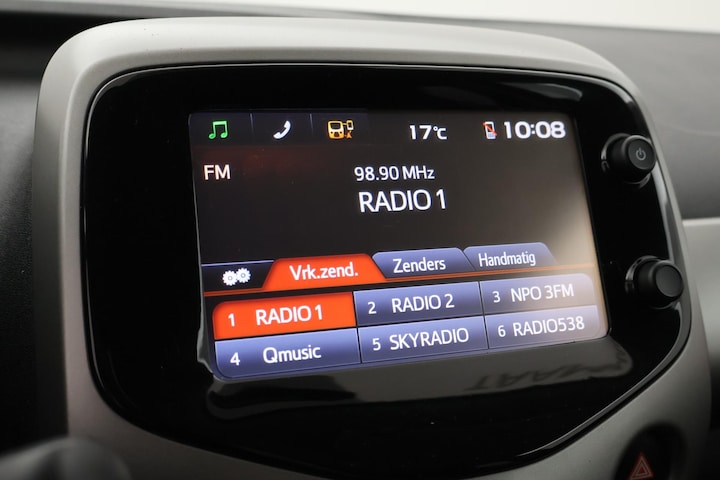 17°C 10:08
FM 98.90 MHz
RADIO 1
Vrk.zend. Zenders Handmatig
1 RADIO 1 2 RADIO 2 3 NPO 3FM
4 Qmusic 5 SKYRADIO 6 RADIO538